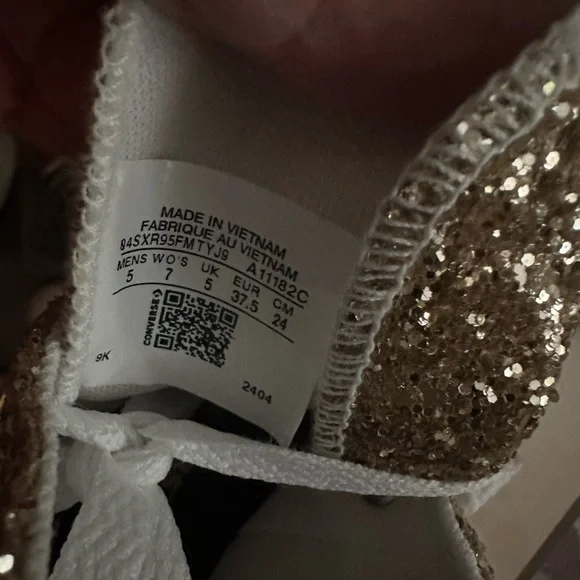 MADE IN VIETNAM
FABRIQUE AU VIETNAM
84SXR95FMTYJ9 A11182C
MENS WO'S UK EUR CM
5 7 5 37.5 24
CONVERSE
9K
2404